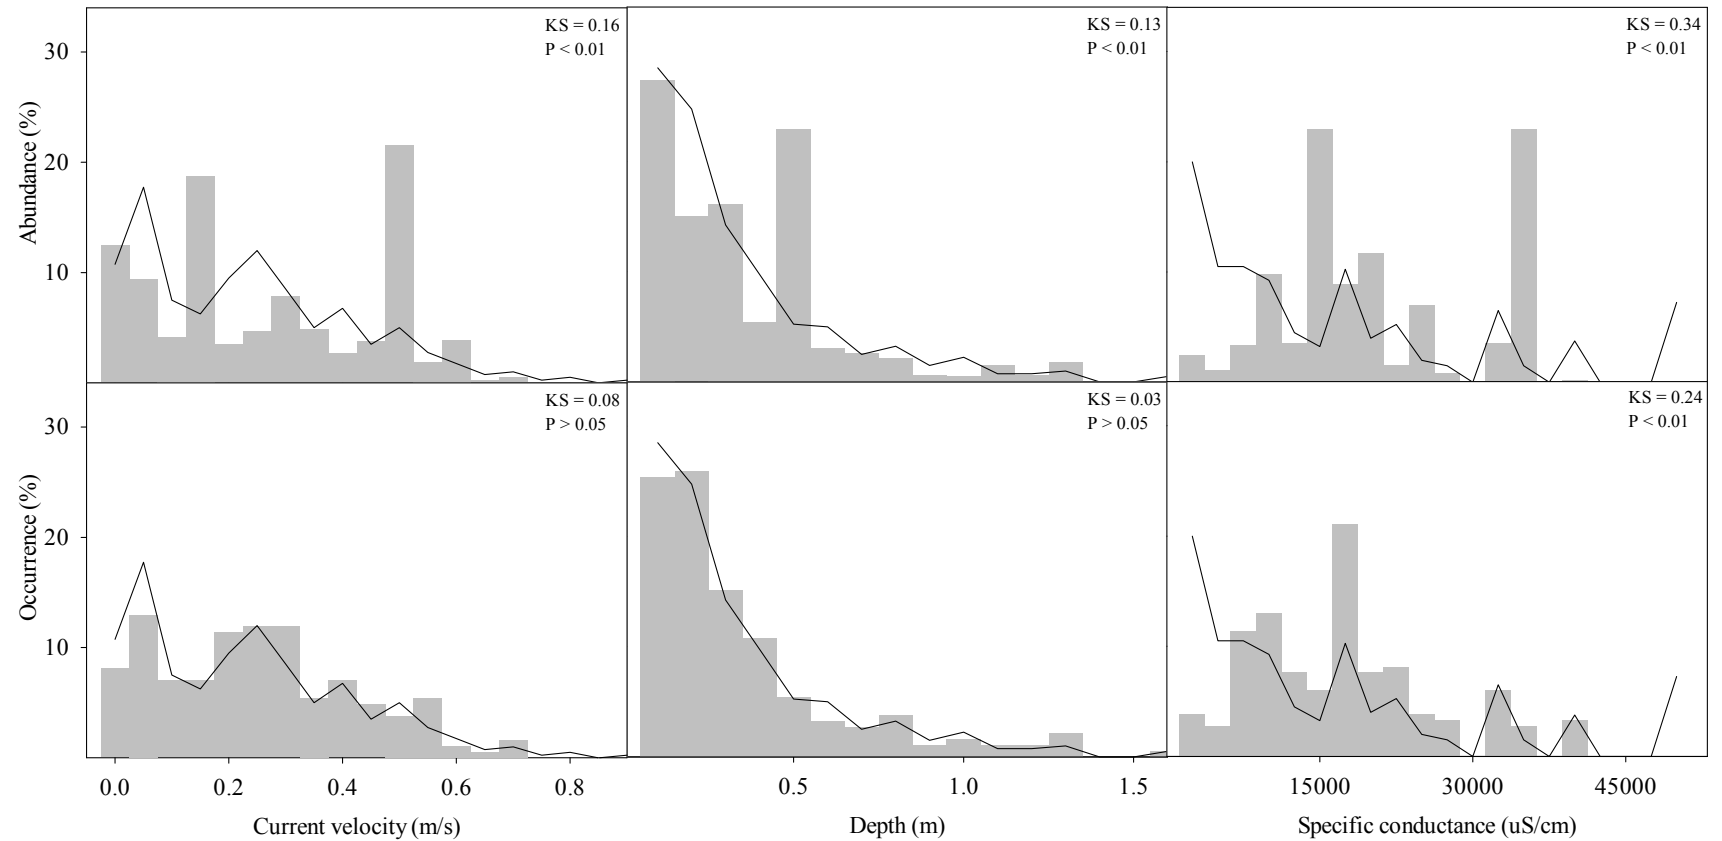 KS = 0.16
P < 0.01
KS = 0.13
P < 0.01
KS = 0.34
P < 0.01
30
20
10
Abundance (%)
KS = 0.08
P > 0.05
KS = 0.03
P > 0.05
KS = 0.24
P < 0.01
30
20
10
Occurrence (%)
0.0 0.2 0.4 0.6 0.8
0.5 1.0 1.5
15000 30000 45000
Current velocity (m/s)
Depth (m)
Specific conductance (uS/cm)